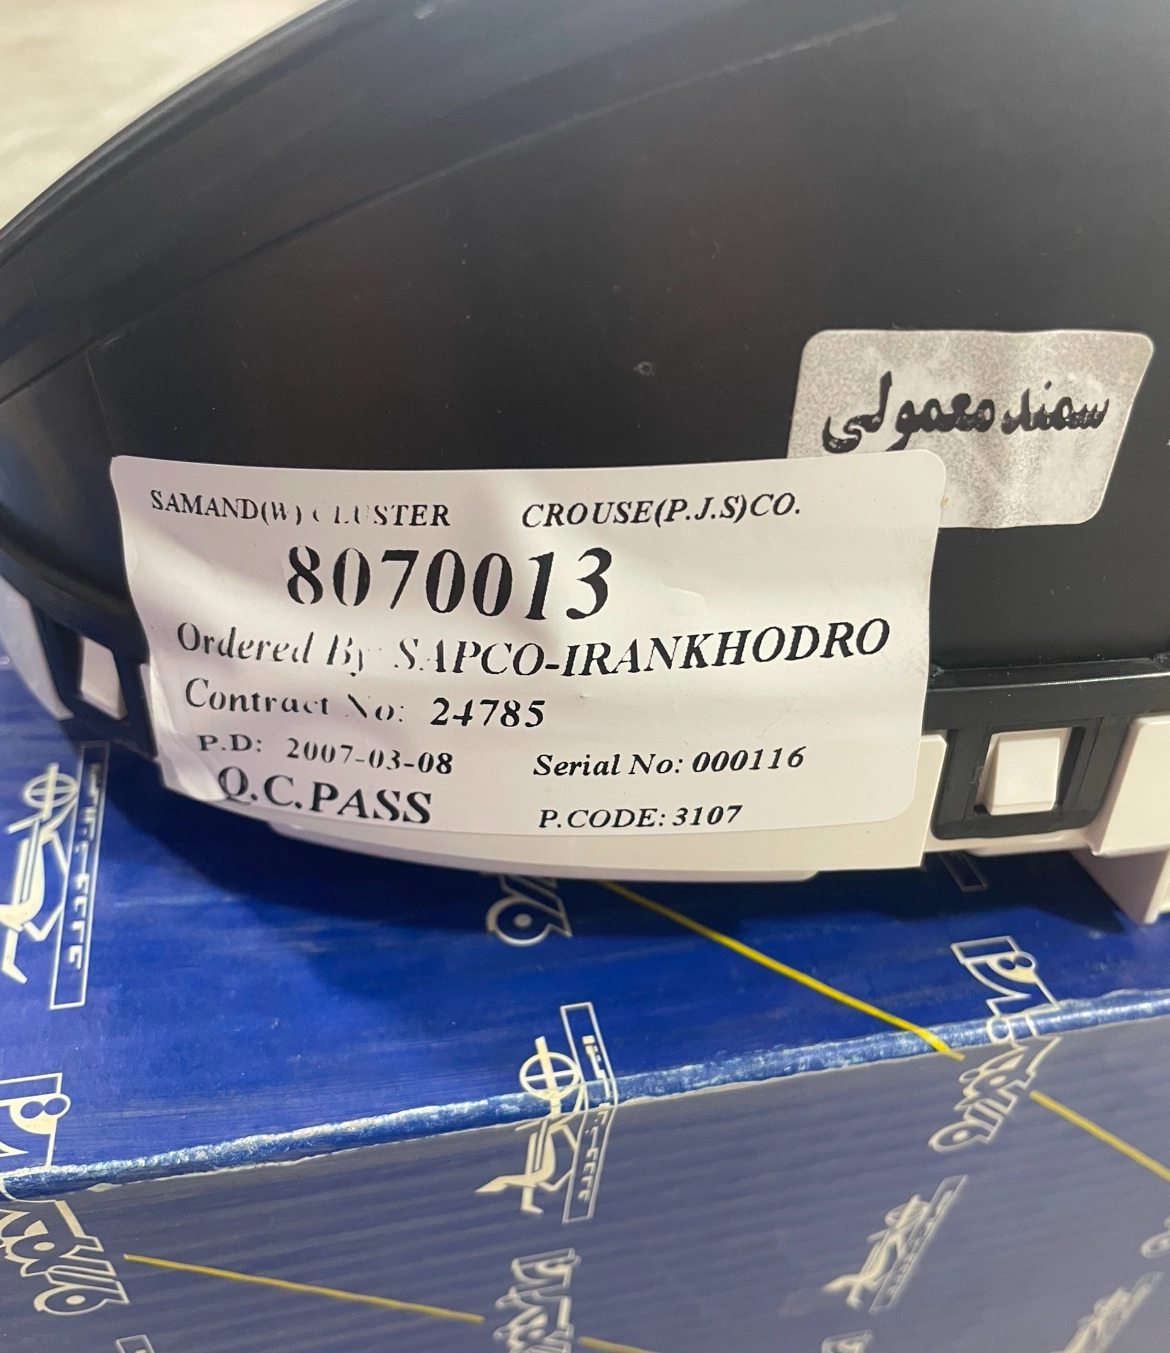 سمند معمولی
SAMAND(W) CLUSTER CROUSE(P.J.S)CO.
8070013
Ordered By SAPCO-IRANKHODRO
Contract No: 24785
P.D: 2007-03-08 Serial No: 000116
Q.C.PASS P.CODE: 3107